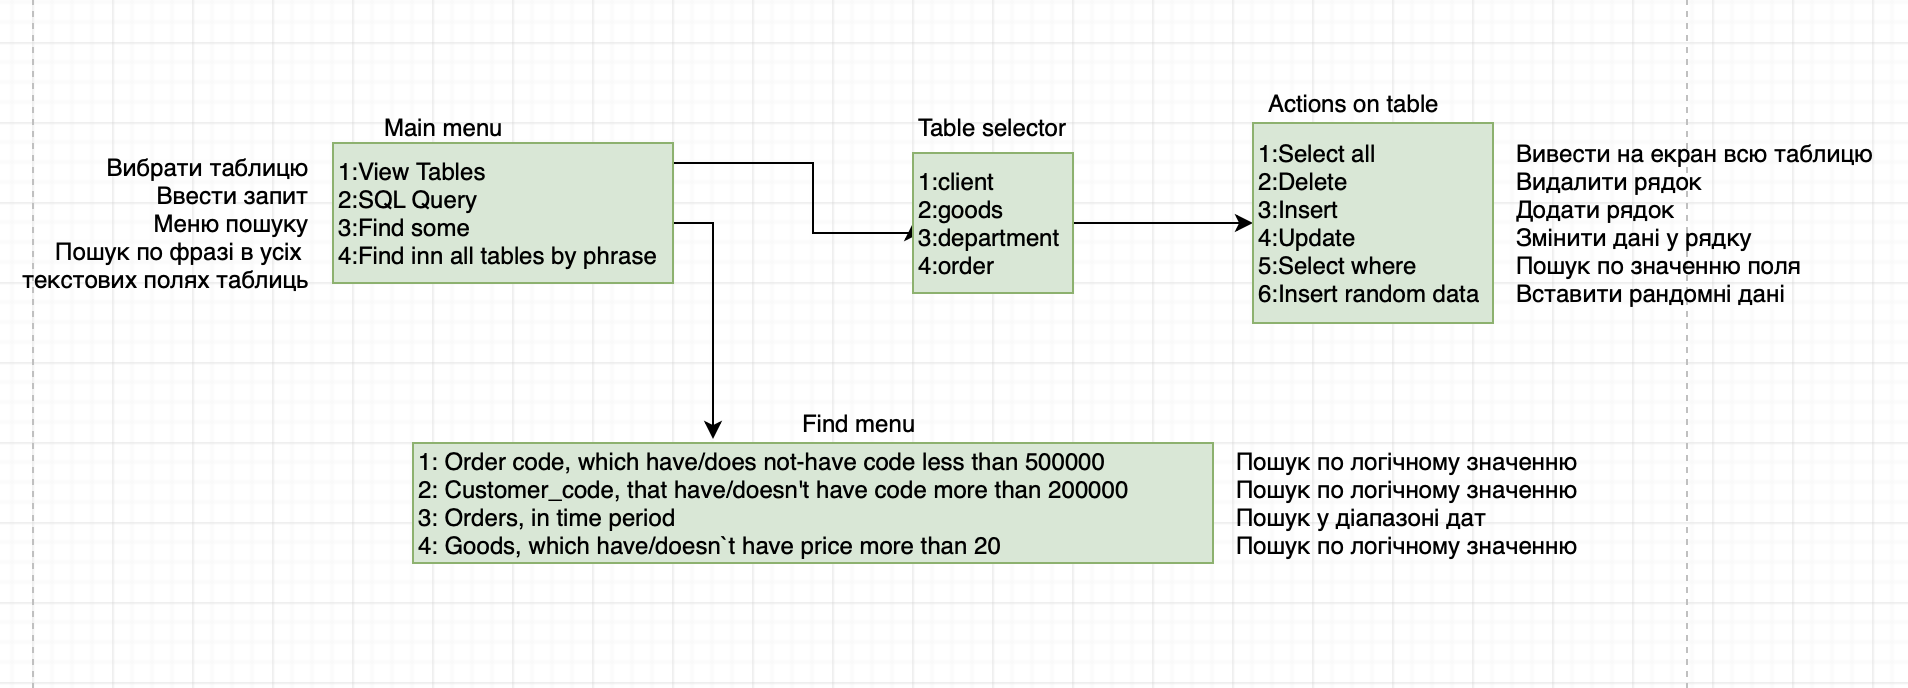 Main menu
Вибрати таблицю
Ввести запит
Меню пошуку
Пошук по фразі в усіх
текстових полях таблиць
1:View Tables
2:SQL Query
3:Find some
4:Find inn all tables by phrase
Table selector
1:client
2:goods
3:department
4:order
Actions on table
1:Select all
2:Delete
3:Insert
4:Update
5:Select where
6:Insert random data
Вивести на екран всю таблицю
Видалити рядок
Додати рядок
Змінити дані у рядку
Пошук по значенню поля
Вставити рандомні дані
Find menu
1: Order code, which have/does not-have code less than 500000
2: Customer_code, that have/doesn't have code more than 200000
3: Orders, in time period
4: Goods, which have/doesn`t have price more than 20
Пошук по логічному значенню
Пошук по логічному значенню
Пошук у діапазоні дат
Пошук по логічному значенню